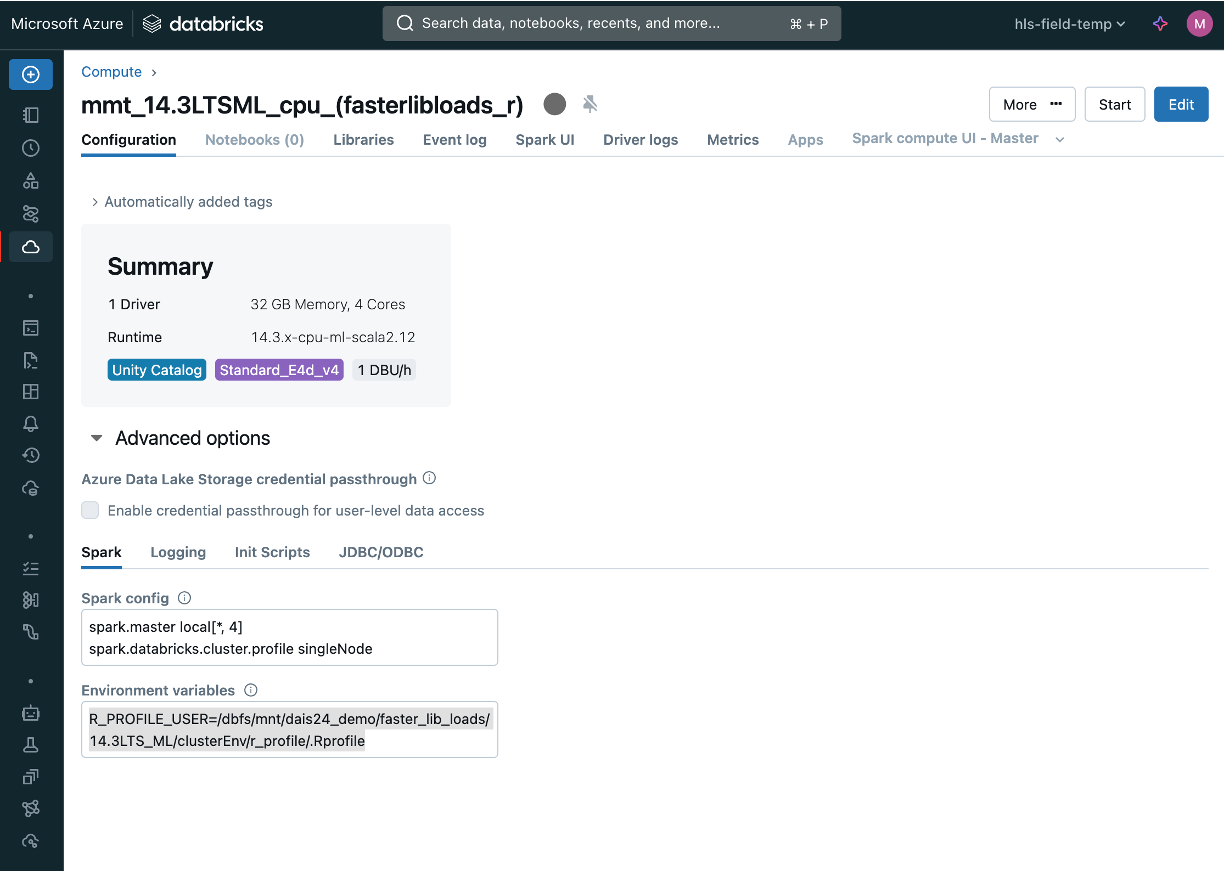 Microsoft Azure databricks Search data, notebooks, recents, and more... ⌘ + P hls-field-temp M
Compute ›
mmt_14.3LTSML_cpu_(fasterlibloads_r) More ••• Start Edit
Configuration Notebooks (0) Libraries Event log Spark UI Driver logs Metrics Apps Spark compute UI - Master
Automatically added tags
Summary
1 Driver 32 GB Memory, 4 Cores
Runtime 14.3.x-cpu-ml-scala2.12
Unity Catalog Standard_E4d_v4 1 DBU/h
Advanced options
Azure Data Lake Storage credential passthrough
Enable credential passthrough for user-level data access
Spark Logging Init Scripts JDBC/ODBC
Spark config
spark.master local[*, 4]
spark.databricks.cluster.profile singleNode
Environment variables
R_PROFILE_USER=/dbfs/mnt/dais24_demo/faster_lib_loads/
14.3LTS_ML/clusterEnv/r_profile/.Rprofile